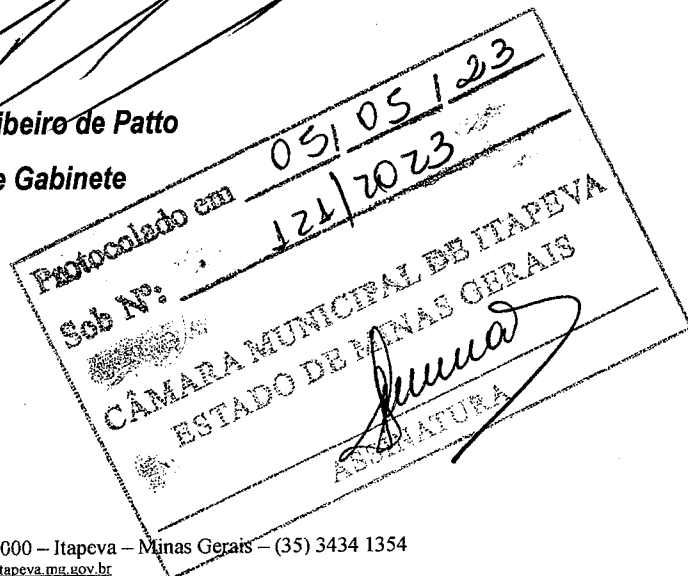 ibeiro de Patto
e Gabinete
Protocolado em 05/05/23
Sob Nº: 121/2023
CÂMARA MUNICIPAL DE ITAPEVA
ESTADO DE MINAS GERAIS
ASSINATURA
000 – Itapeva – Minas Gerais – (35) 3434 1354
tapeva.mg.gov.br